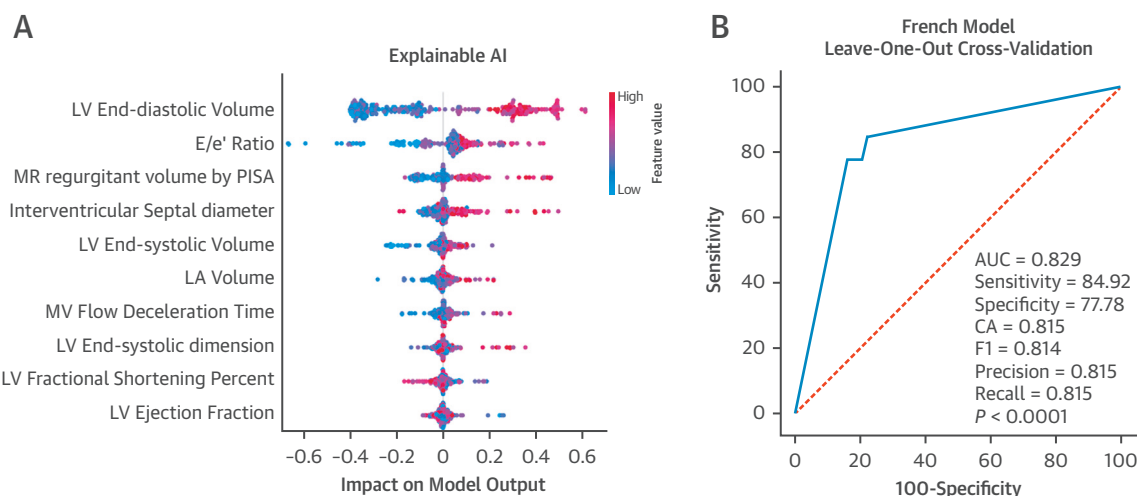 A
Explainable AI
LV End-diastolic Volume
E/e' Ratio
MR regurgitant volume by PISA
Interventricular Septal diameter
LV End-systolic Volume
LA Volume
MV Flow Deceleration Time
LV End-systolic dimension
LV Fractional Shortening Percent
LV Ejection Fraction
High
Feature value
Low
−0.6 −0.4 −0.2 0 0.2 0.4 0.6
Impact on Model Output
B
French Model
Leave-One-Out Cross-Validation
Sensitivity
100
80
60
40
20
0
AUC = 0.829
Sensitivity = 84.92
Specificity = 77.78
CA = 0.815
F1 = 0.814
Precision = 0.815
Recall = 0.815
P < 0.0001
0 20 40 60 80 100
100-Specificity